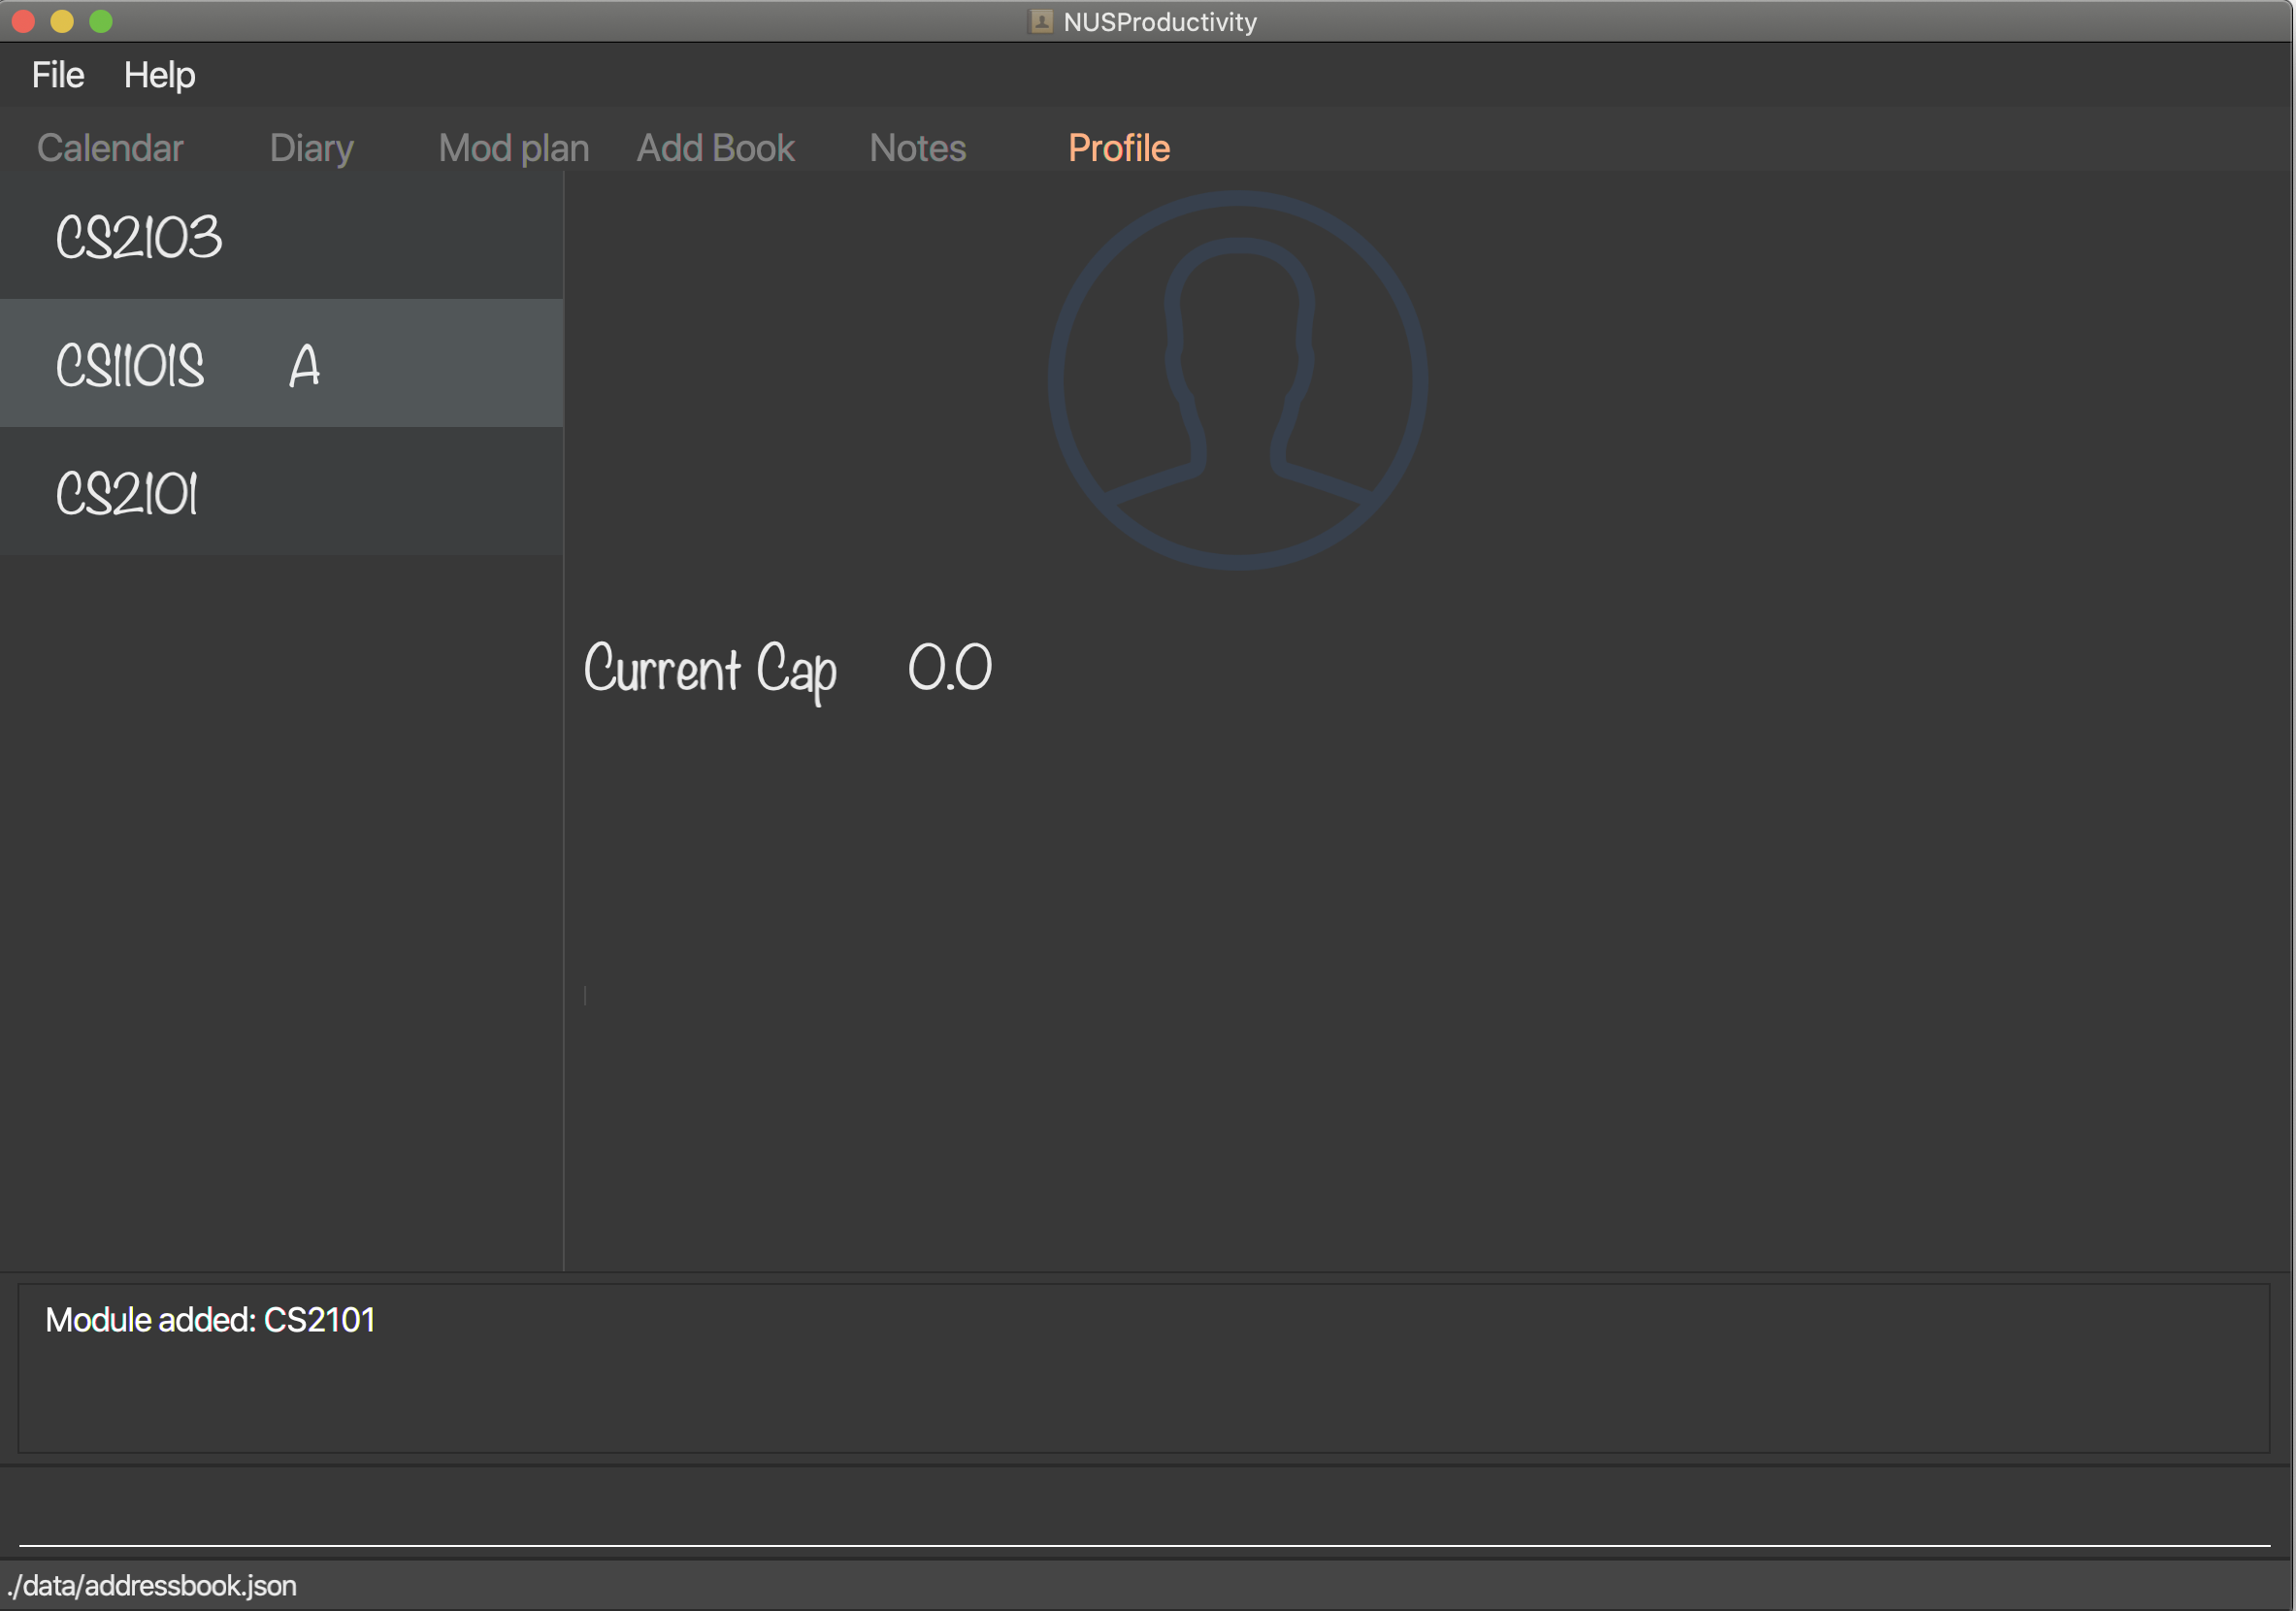 NUSProductivity
File Help
Calendar Diary Mod plan Add Book Notes Profile
CS2103
CS1101S A
CS2101
Current Cap 0.0
Module added: CS2101
./data/addressbook.json